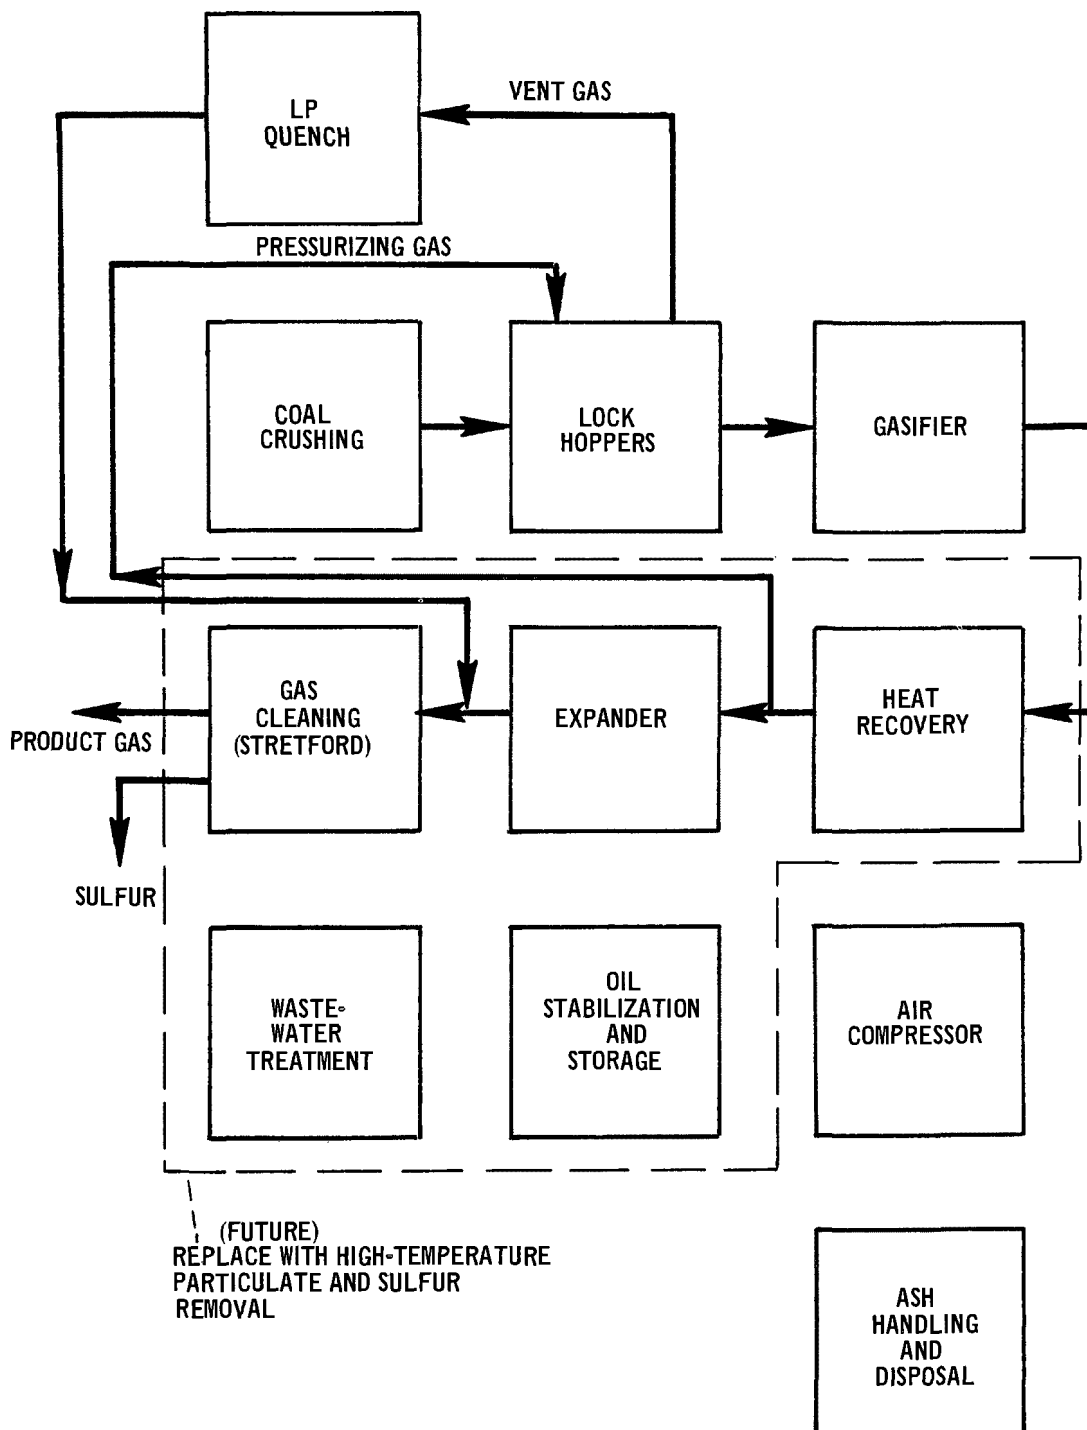 LP
QUENCH
VENT GAS
PRESSURIZING GAS
COAL
CRUSHING
LOCK
HOPPERS
GASIFIER
GAS
CLEANING
(STRETFORD)
EXPANDER
HEAT
RECOVERY
PRODUCT GAS
SULFUR
WASTE-
WATER
TREATMENT
OIL
STABILIZATION
AND
STORAGE
AIR
COMPRESSOR
(FUTURE)
REPLACE WITH HIGH-TEMPERATURE
PARTICULATE AND SULFUR
REMOVAL
ASH
HANDLING
AND
DISPOSAL